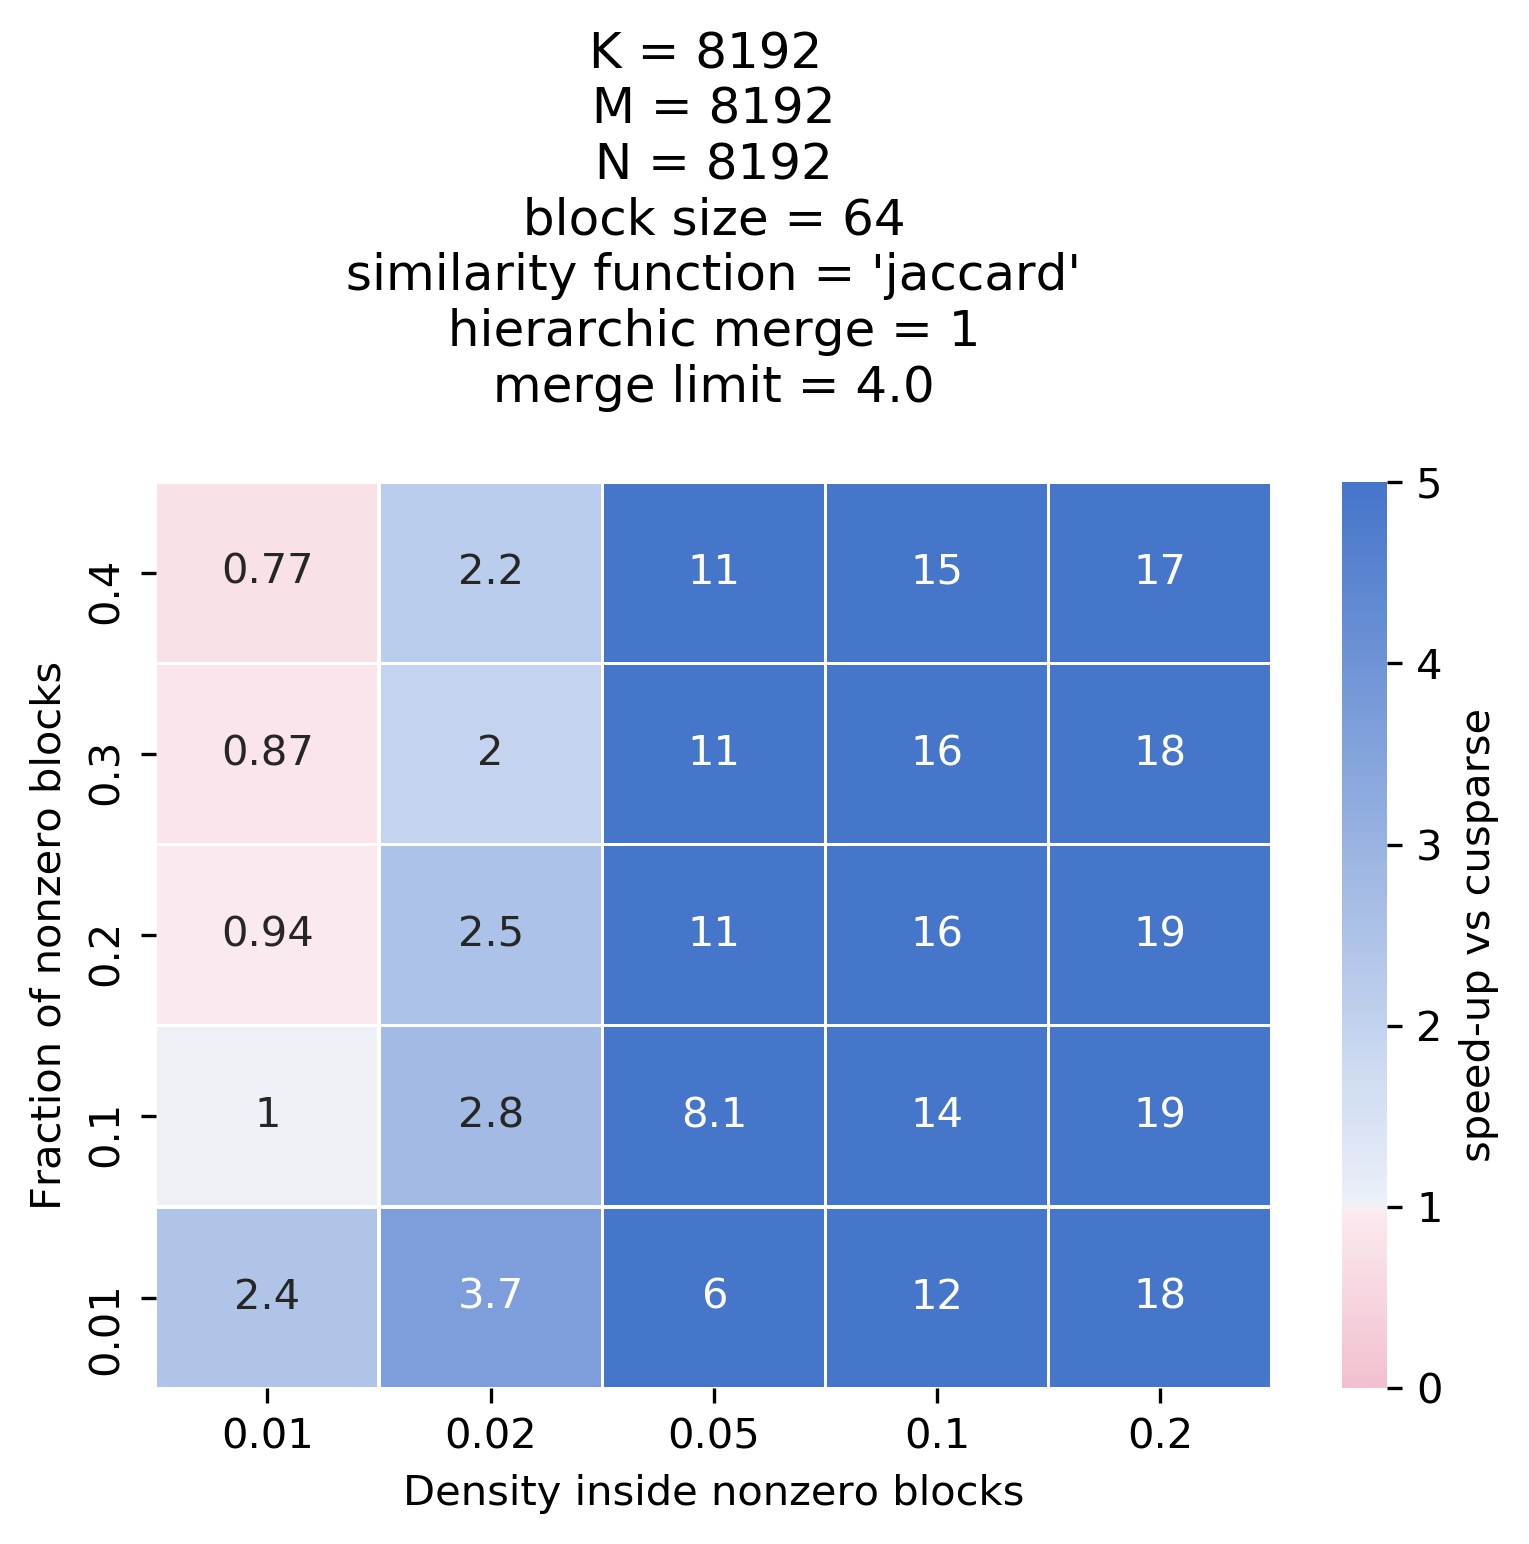 K = 8192
M = 8192
N = 8192
block size = 64
similarity function = 'jaccard'
hierarchic merge = 1
merge limit = 4.0
Fraction of nonzero blocks
0.4
0.77 2.2 11 15 17
0.3
0.87 2 11 16 18
0.2
0.94 2.5 11 16 19
0.1
1 2.8 8.1 14 19
0.01
2.4 3.7 6 12 18
0.01 0.02 0.05 0.1 0.2
Density inside nonzero blocks
5
4
3
2
1
0
speed-up vs cusparse